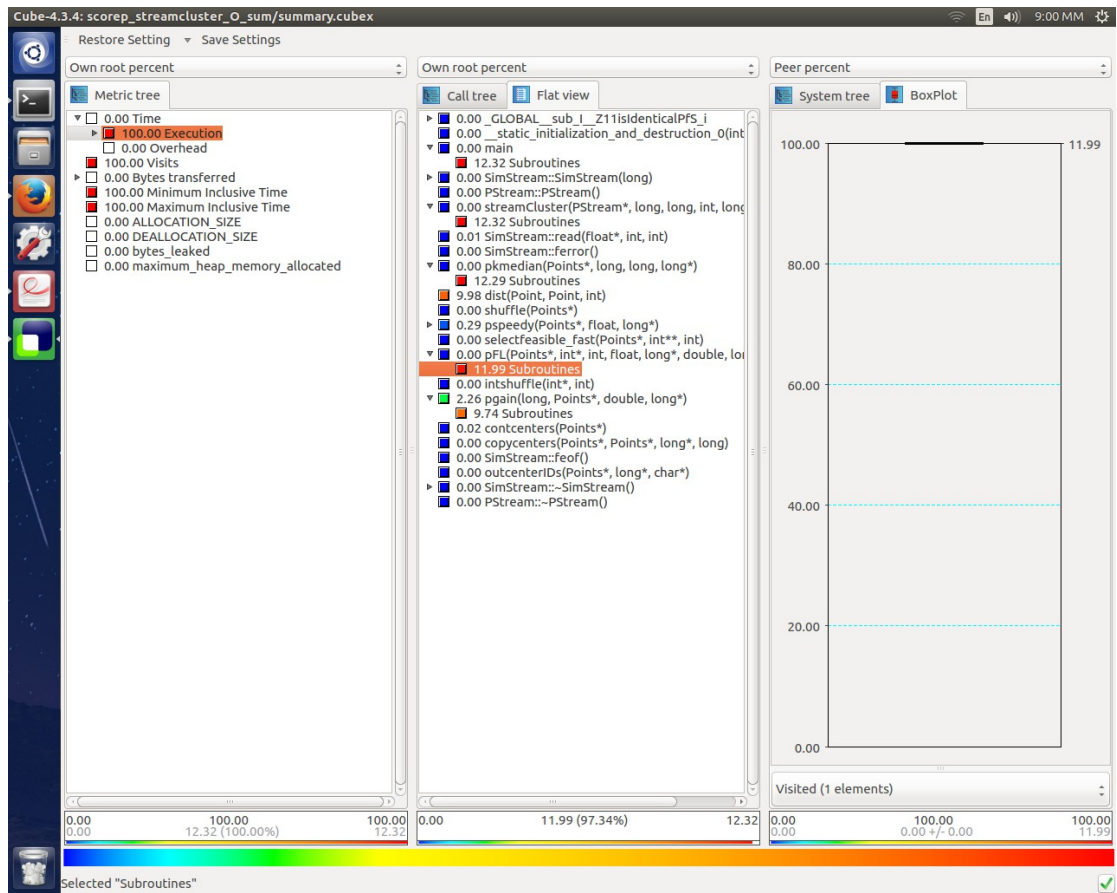 Cube-4.3.4: scorep_streamcluster_O_sum/summary.cubex
En
9:00 MM
Restore Setting
Save Settings
Own root percent
Metric tree
0.00 Time
100.00 Execution
0.00 Overhead
100.00 Visits
0.00 Bytes transferred
100.00 Minimum Inclusive Time
100.00 Maximum Inclusive Time
0.00 ALLOCATION_SIZE
0.00 DEALLOCATION_SIZE
0.00 bytes_leaked
0.00 maximum_heap_memory_allocated
0.00 100.00 100.00
0.00 12.32 (100.00%) 12.32
Own root percent
Call tree
Flat view
0.00 _GLOBAL__sub_I__Z11isIdenticalPfS_i
0.00 __static_initialization_and_destruction_0(int
0.00 main
12.32 Subroutines
0.00 SimStream::SimStream(long)
0.00 PStream::PStream()
0.00 streamCluster(PStream*, long, long, int, long
12.32 Subroutines
0.01 SimStream::read(float*, int, int)
0.00 SimStream::ferror()
0.00 pkmedian(Points*, long, long, long*)
12.29 Subroutines
9.98 dist(Point, Point, int)
0.00 shuffle(Points*)
0.29 pspeedy(Points*, float, long*)
0.00 selectfeasible_fast(Points*, int**, int)
0.00 pFL(Points*, int*, int, float, long*, double, lon
11.99 Subroutines
0.00 intshuffle(int*, int)
2.26 pgain(long, Points*, double, long*)
9.74 Subroutines
0.02 contcenters(Points*)
0.00 copycenters(Points*, Points*, long*, long)
0.00 SimStream::feof()
0.00 outcenterIDs(Points*, long*, char*)
0.00 SimStream::~SimStream()
0.00 PStream::~PStream()
0.00 11.99 (97.34%) 12.32
Peer percent
System tree
BoxPlot
100.00
11.99
80.00
60.00
40.00
20.00
0.00
Visited (1 elements)
0.00 100.00 100.00
0.00 0.00 +/- 0.00 11.99
Selected "Subroutines"